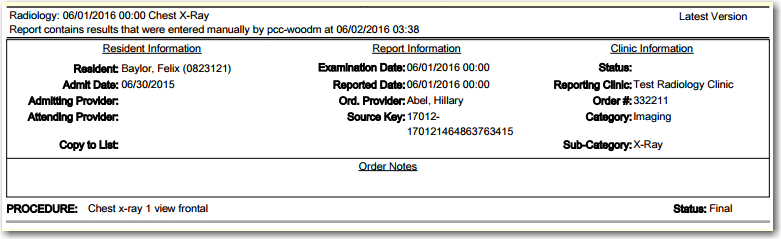 Radiology: 06/01/2016 00:00 Chest X-Ray
Latest Version
Report contains results that were entered manually by pcc-woodm at 06/02/2016 03:38
Resident Information
Report Information
Clinic Information
Resident: Baylor, Felix (0823121)
Examination Date: 06/01/2016 00:00
Status:
Admit Date: 06/30/2015
Reported Date: 06/01/2016 00:00
Reporting Clinic: Test Radiology Clinic
Admitting Provider:
Ord. Provider: Abel, Hillary
Order #: 332211
Attending Provider:
Source Key: 17012-
170121464863763415
Category: Imaging
Copy to List:
Sub-Category: X-Ray
Order Notes
PROCEDURE: Chest x-ray 1 view frontal
Status: Final